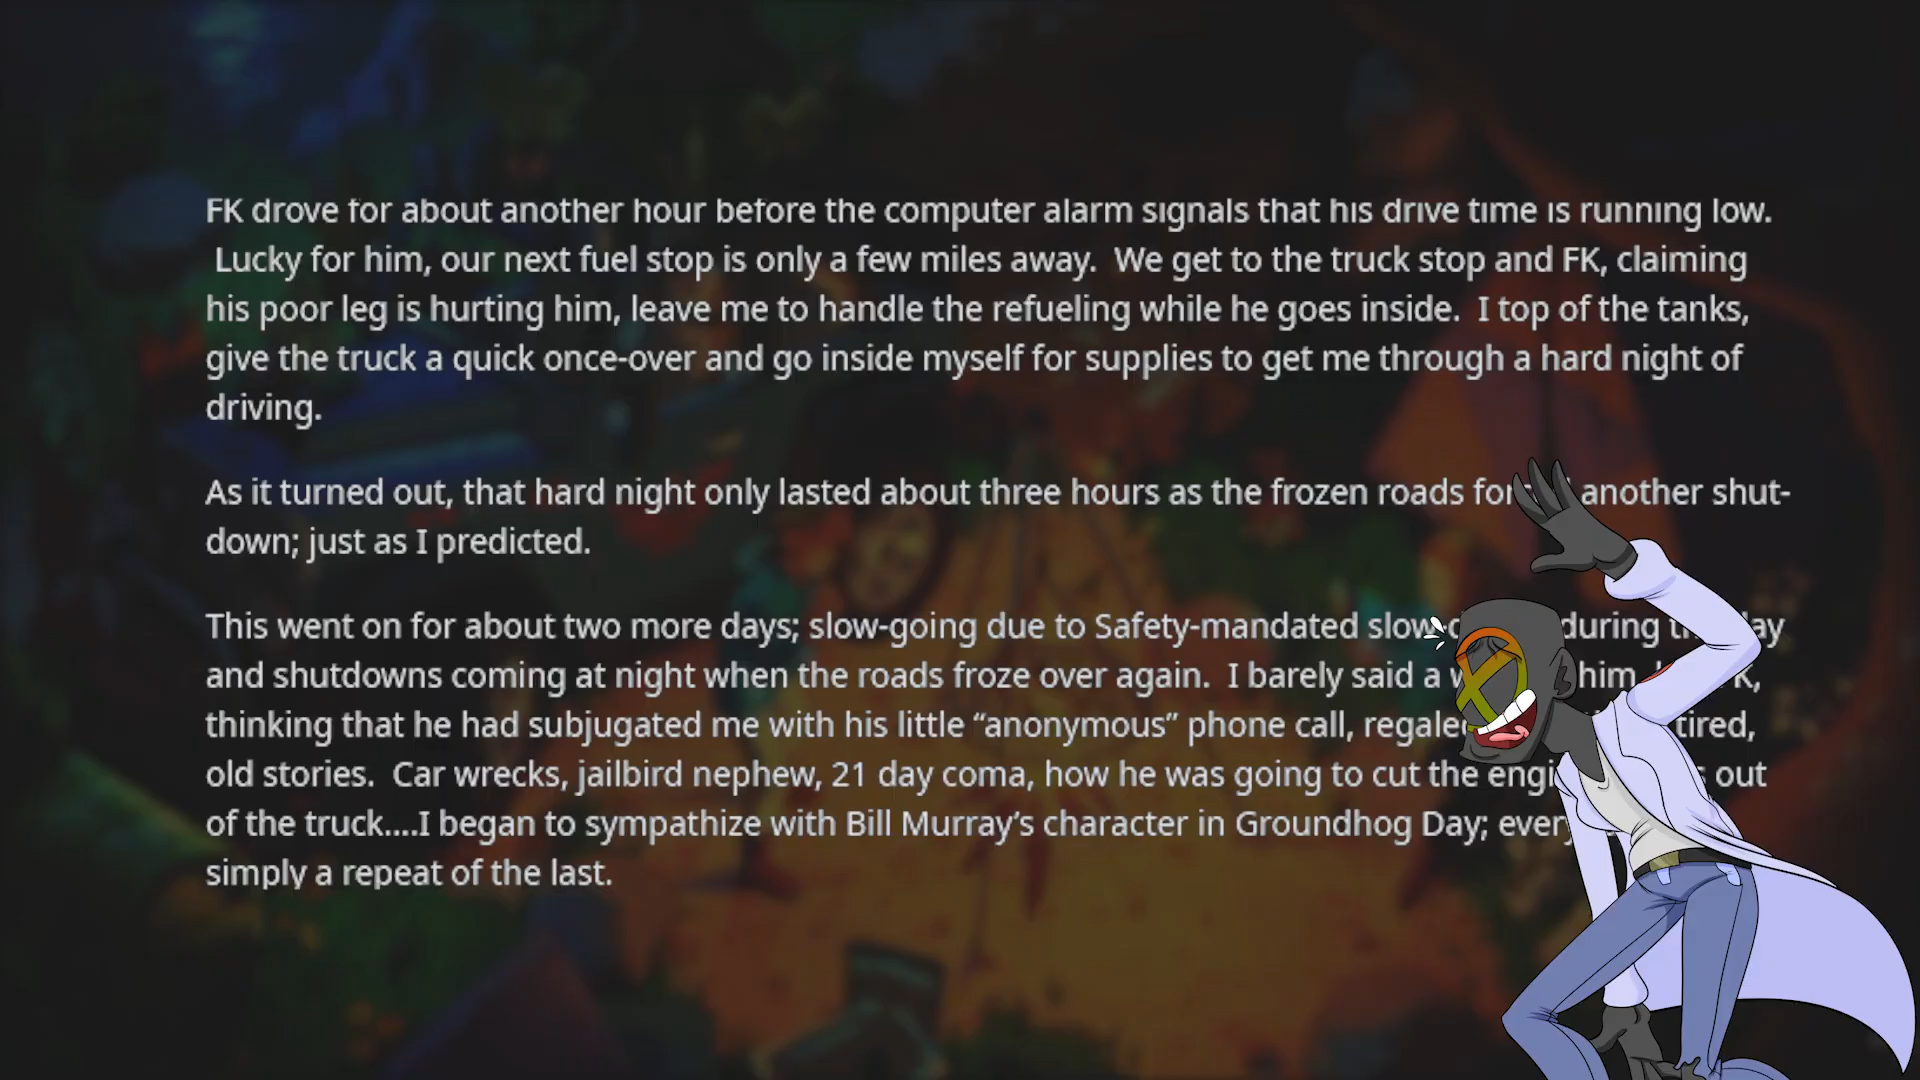 FK drove for about another hour before the computer alarm signals that his drive time is running low.
Lucky for him, our next fuel stop is only a few miles away. We get to the truck stop and FK, claiming
his poor leg is hurting him, leave me to handle the refueling while he goes inside. I top of the tanks,
give the truck a quick once-over and go inside myself for supplies to get me through a hard night of
driving.
As it turned out, that hard night only lasted about three hours as the frozen roads another shut-
down; just as I predicted.
This went on for about two more days; slow-going due to Safety-mandated during
and shutdowns coming at night when the roads froze over again. I barely said a him,
thinking that he had subjugated me with his little “anonymous” phone call, tired,
old stories. Car wrecks, jailbird nephew, 21 day coma, how he was going to cut the out
of the truck....I began to sympathize with Bill Murray’s character in Groundhog Day;
simply a repeat of the last.